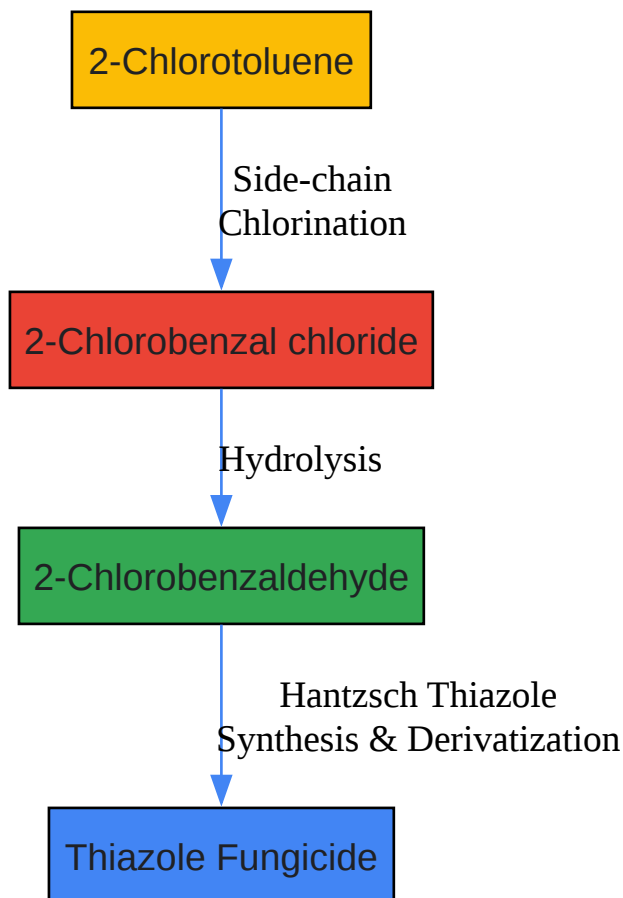 2-Chlorotoluene
Side-chain
Chlorination
2-Chlorobenzal chloride
Hydrolysis
2-Chlorobenzaldehyde
Hantzsch Thiazole
Synthesis & Derivatization
Thiazole Fungicide